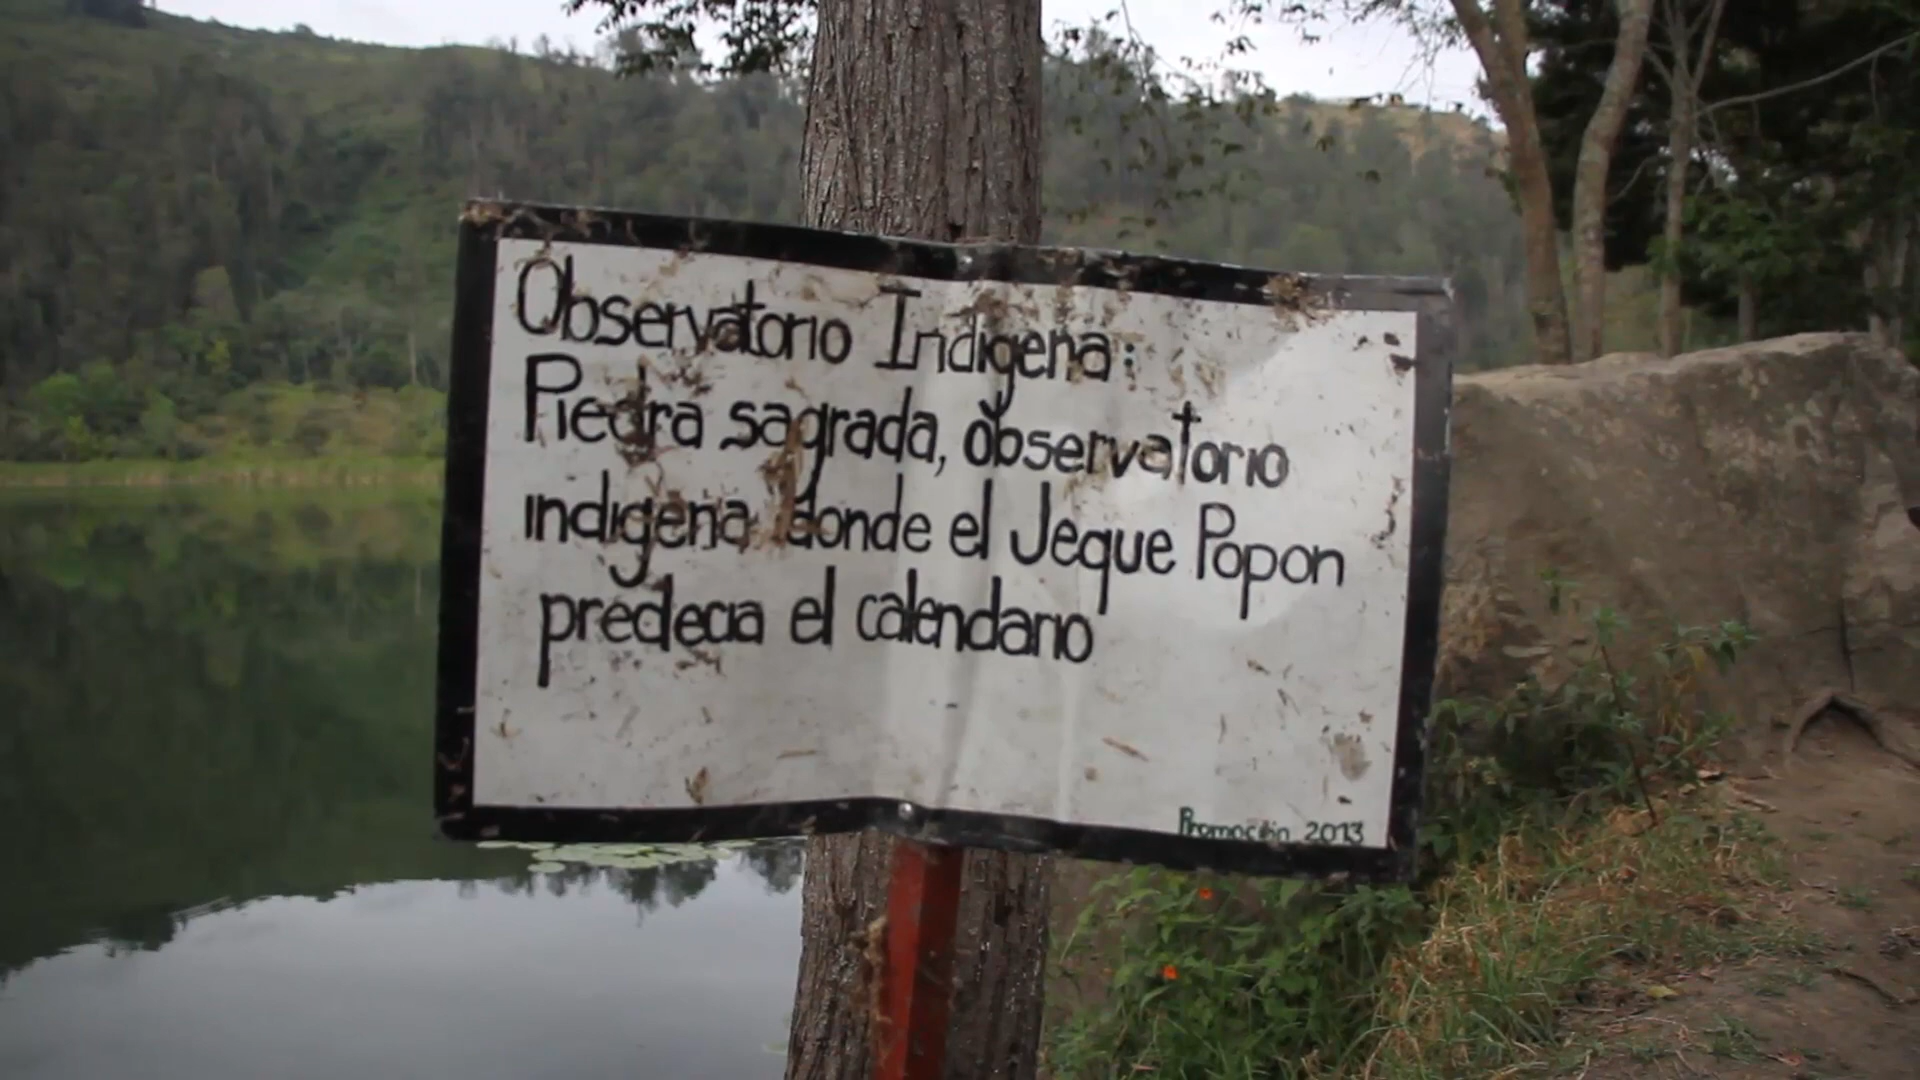 Observatorio Indigena:
Piedra sagrada, observatorio
indigena donde el Jeque Popon
predecia el calendario
Promoción 2013